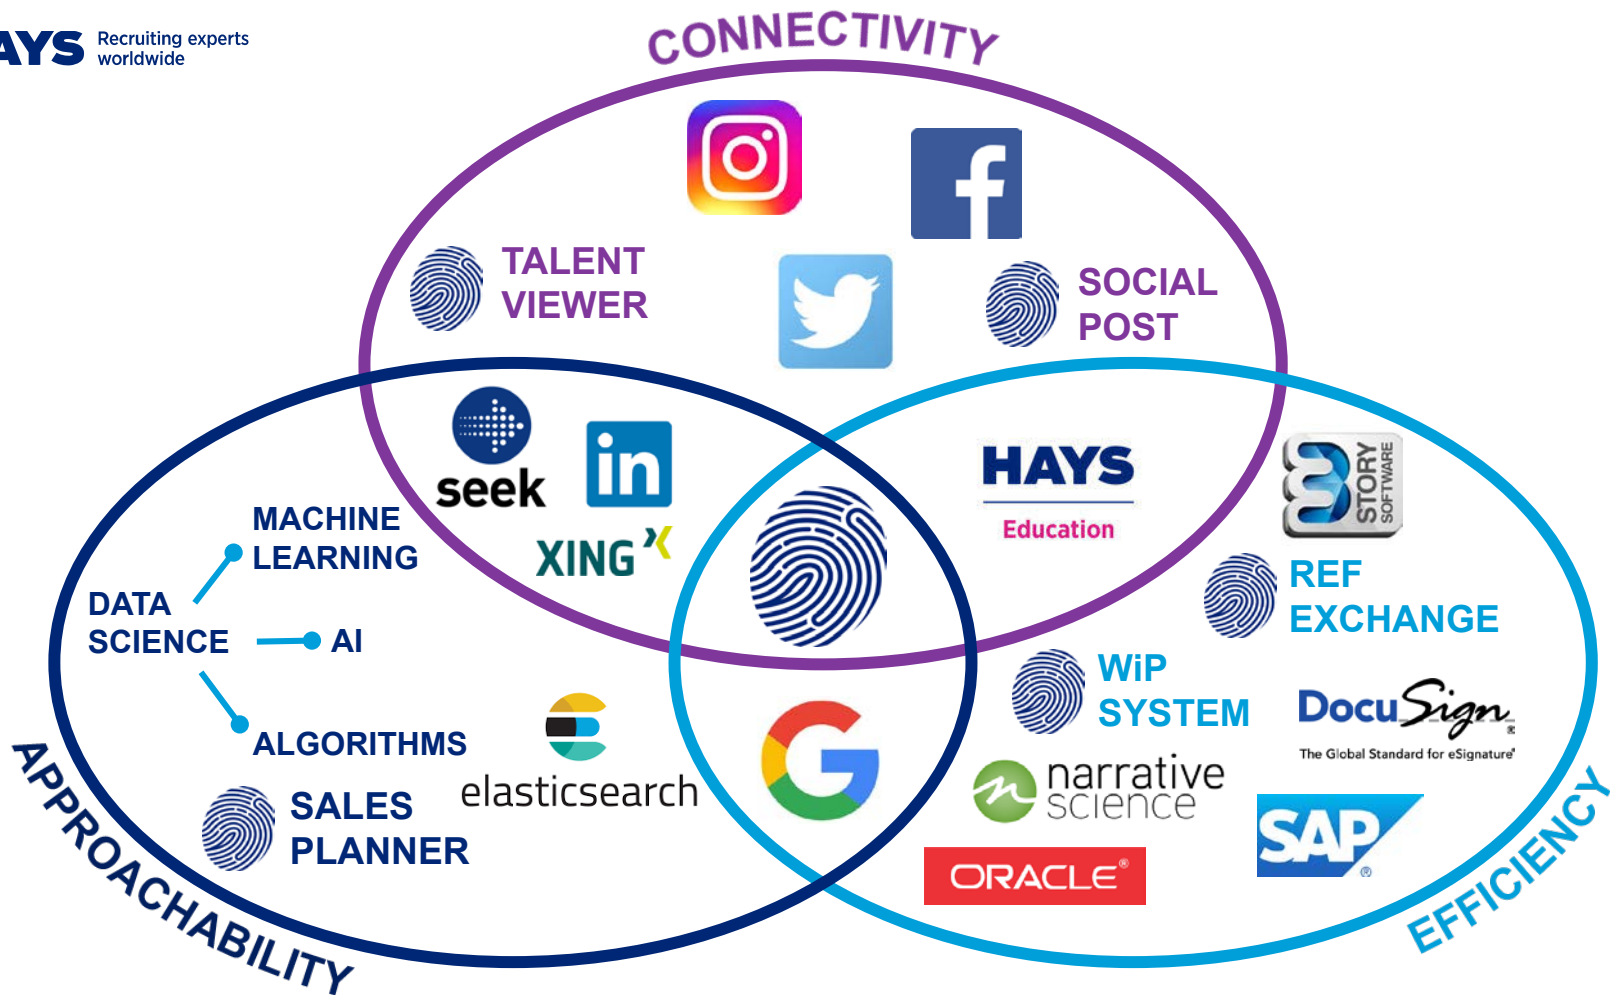 AYS Recruiting experts
worldwide
CONNECTIVITY
TALENT
VIEWER
SOCIAL
POST
seek
in
XING
HAYS
Education
3
STORY
SOFTWARE
MACHINE
LEARNING
DATA
SCIENCE
AI
ALGORITHMS
SALES
PLANNER
elasticsearch
REF
EXCHANGE
WiP
SYSTEM
DocuSign®
The Global Standard for eSignature®
narrative
science
ORACLE®
SAP®
APPROACHABILITY
EFFICIENCY